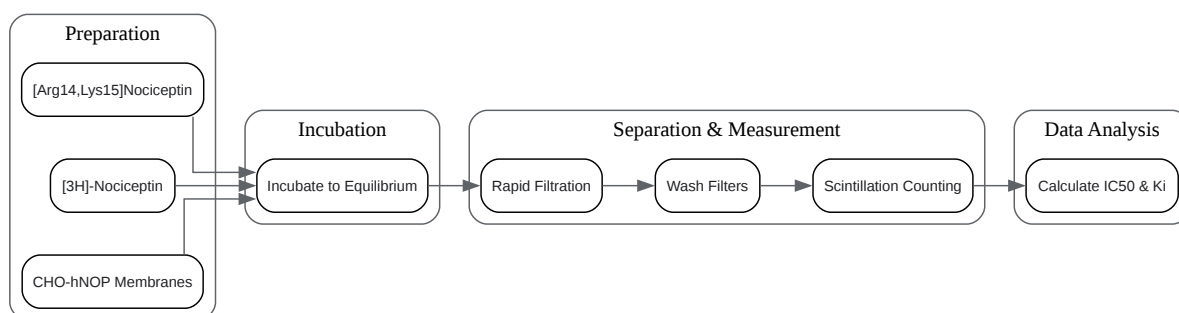 Preparation
[Arg14,Lys15]Nociceptin
[3H]-Nociceptin
CHO-hNOP Membranes
Incubation
Incubate to Equilibrium
Separation & Measurement
Rapid Filtration
Wash Filters
Scintillation Counting
Data Analysis
Calculate IC50 & Ki